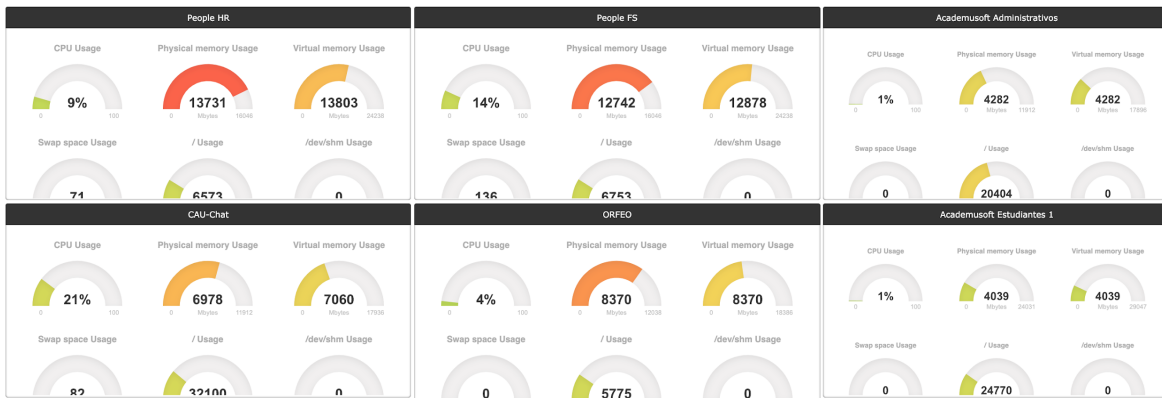 People HR
CPU Usage Physical memory Usage Virtual memory Usage
9% 13731 13803
0 100 0 Mbytes 16046 0 Mbytes 24238
Swap space Usage / Usage /dev/shm Usage
71 6573 0
People FS
CPU Usage Physical memory Usage Virtual memory Usage
14% 12742 12878
0 100 0 Mbytes 16046 0 Mbytes 24238
Swap space Usage / Usage /dev/shm Usage
136 6753 0
Academusoft Administrativos
CPU Usage Physical memory Usage Virtual memory Usage
1% 4282 4282
0 100 0 Mbytes 11912 0 Mbytes 17896
Swap space Usage / Usage /dev/shm Usage
0 20404 0
CAU-Chat
CPU Usage Physical memory Usage Virtual memory Usage
21% 6978 7060
0 100 0 Mbytes 11912 0 Mbytes 17936
Swap space Usage / Usage /dev/shm Usage
82 32100 0
ORFEO
CPU Usage Physical memory Usage Virtual memory Usage
4% 8370 8370
0 100 0 Mbytes 12038 0 Mbytes 16386
Swap space Usage / Usage /dev/shm Usage
0 5775 0
Academusoft Estudiantes 1
CPU Usage Physical memory Usage Virtual memory Usage
1% 4039 4039
0 100 0 Mbytes 24031 0 Mbytes 29047
Swap space Usage / Usage /dev/shm Usage
0 24770 0